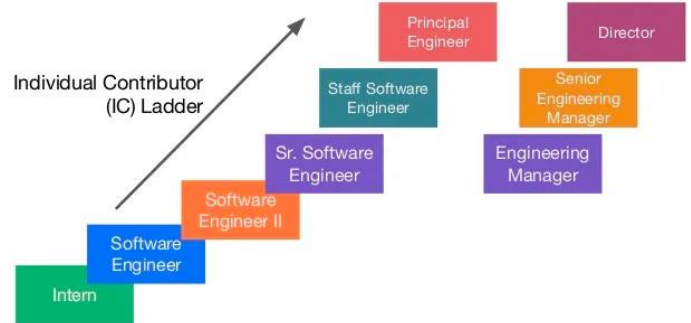 Principal
Engineer
Director
Individual Contributor
(IC) Ladder
Staff Software
Engineer
Senior
Engineering
Manager
Sr. Software
Engineer
Engineering
Manager
Software
Engineer II
Software
Engineer
Intern